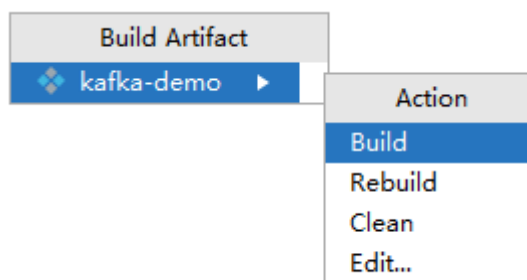 Build Artifact
kafka-demo
Action
Build
Rebuild
Clean
Edit...